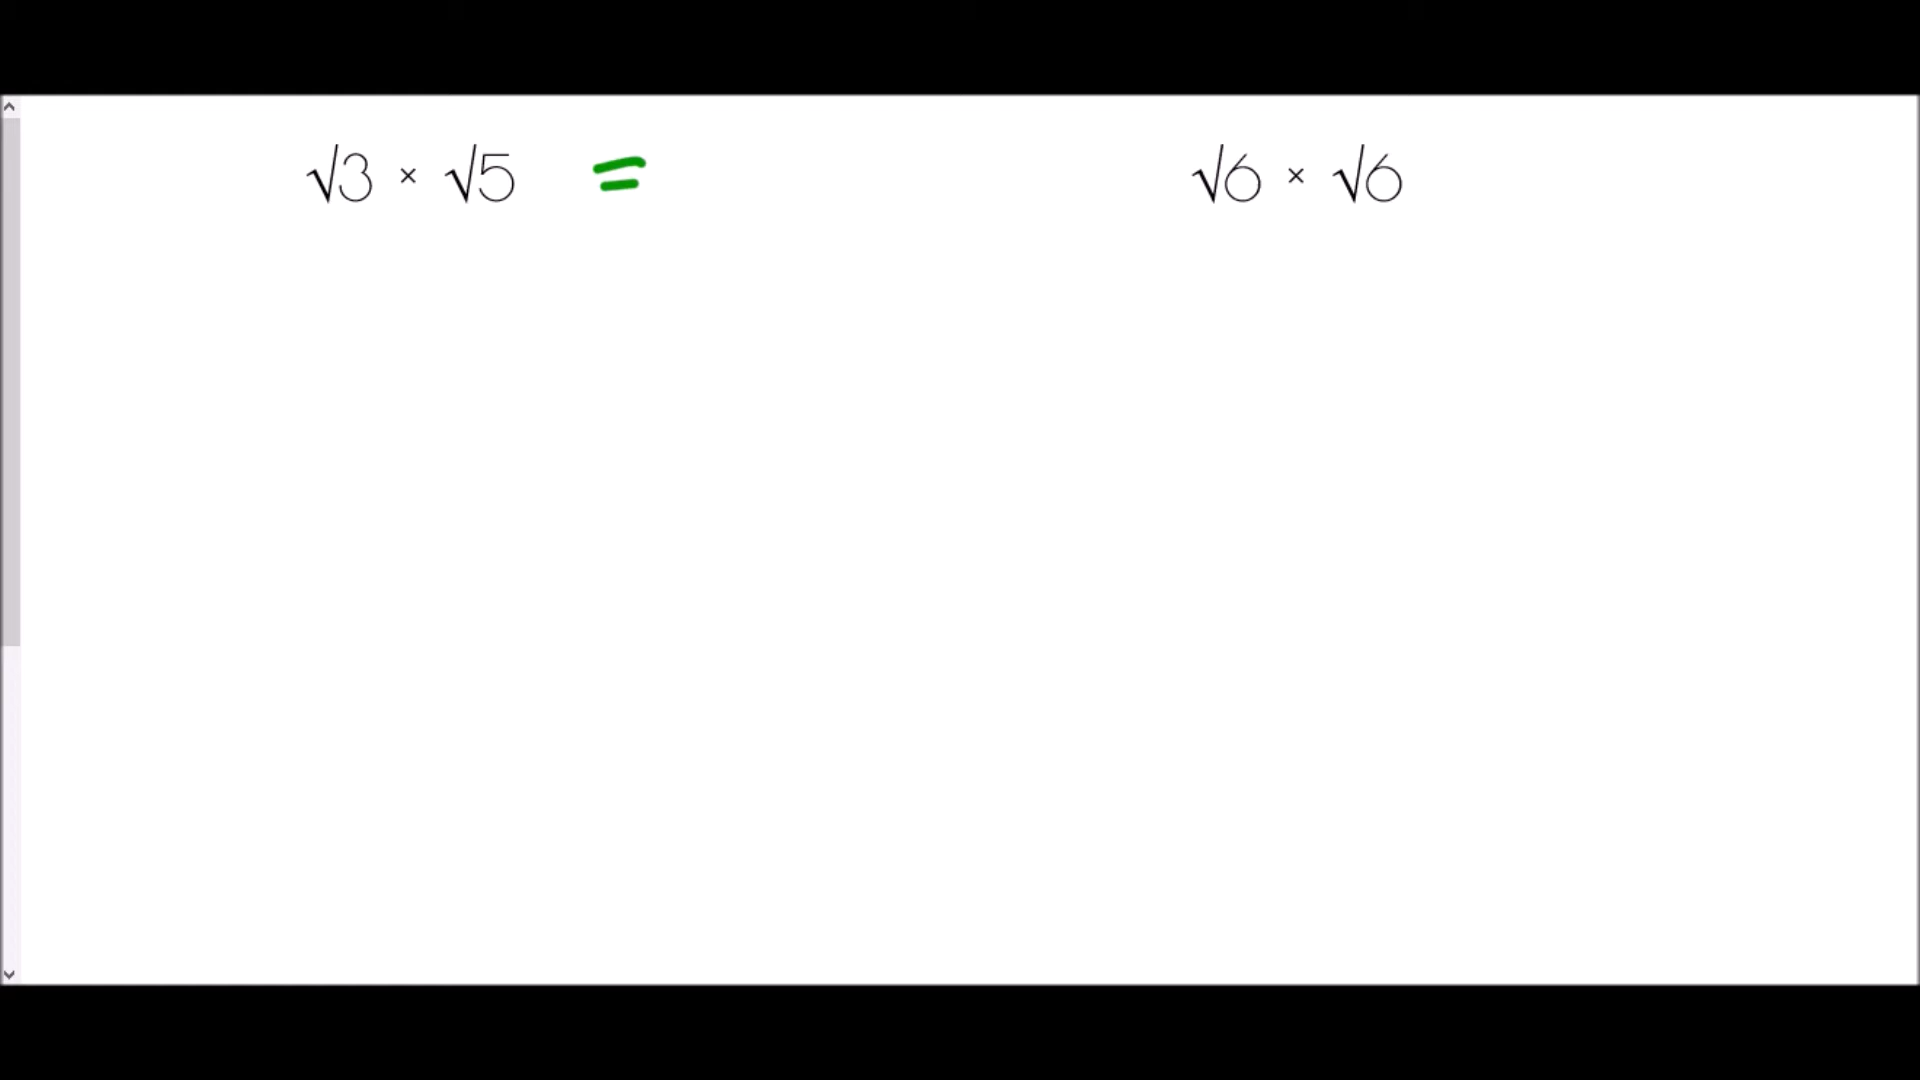 √3 × √5 = √6 × √6